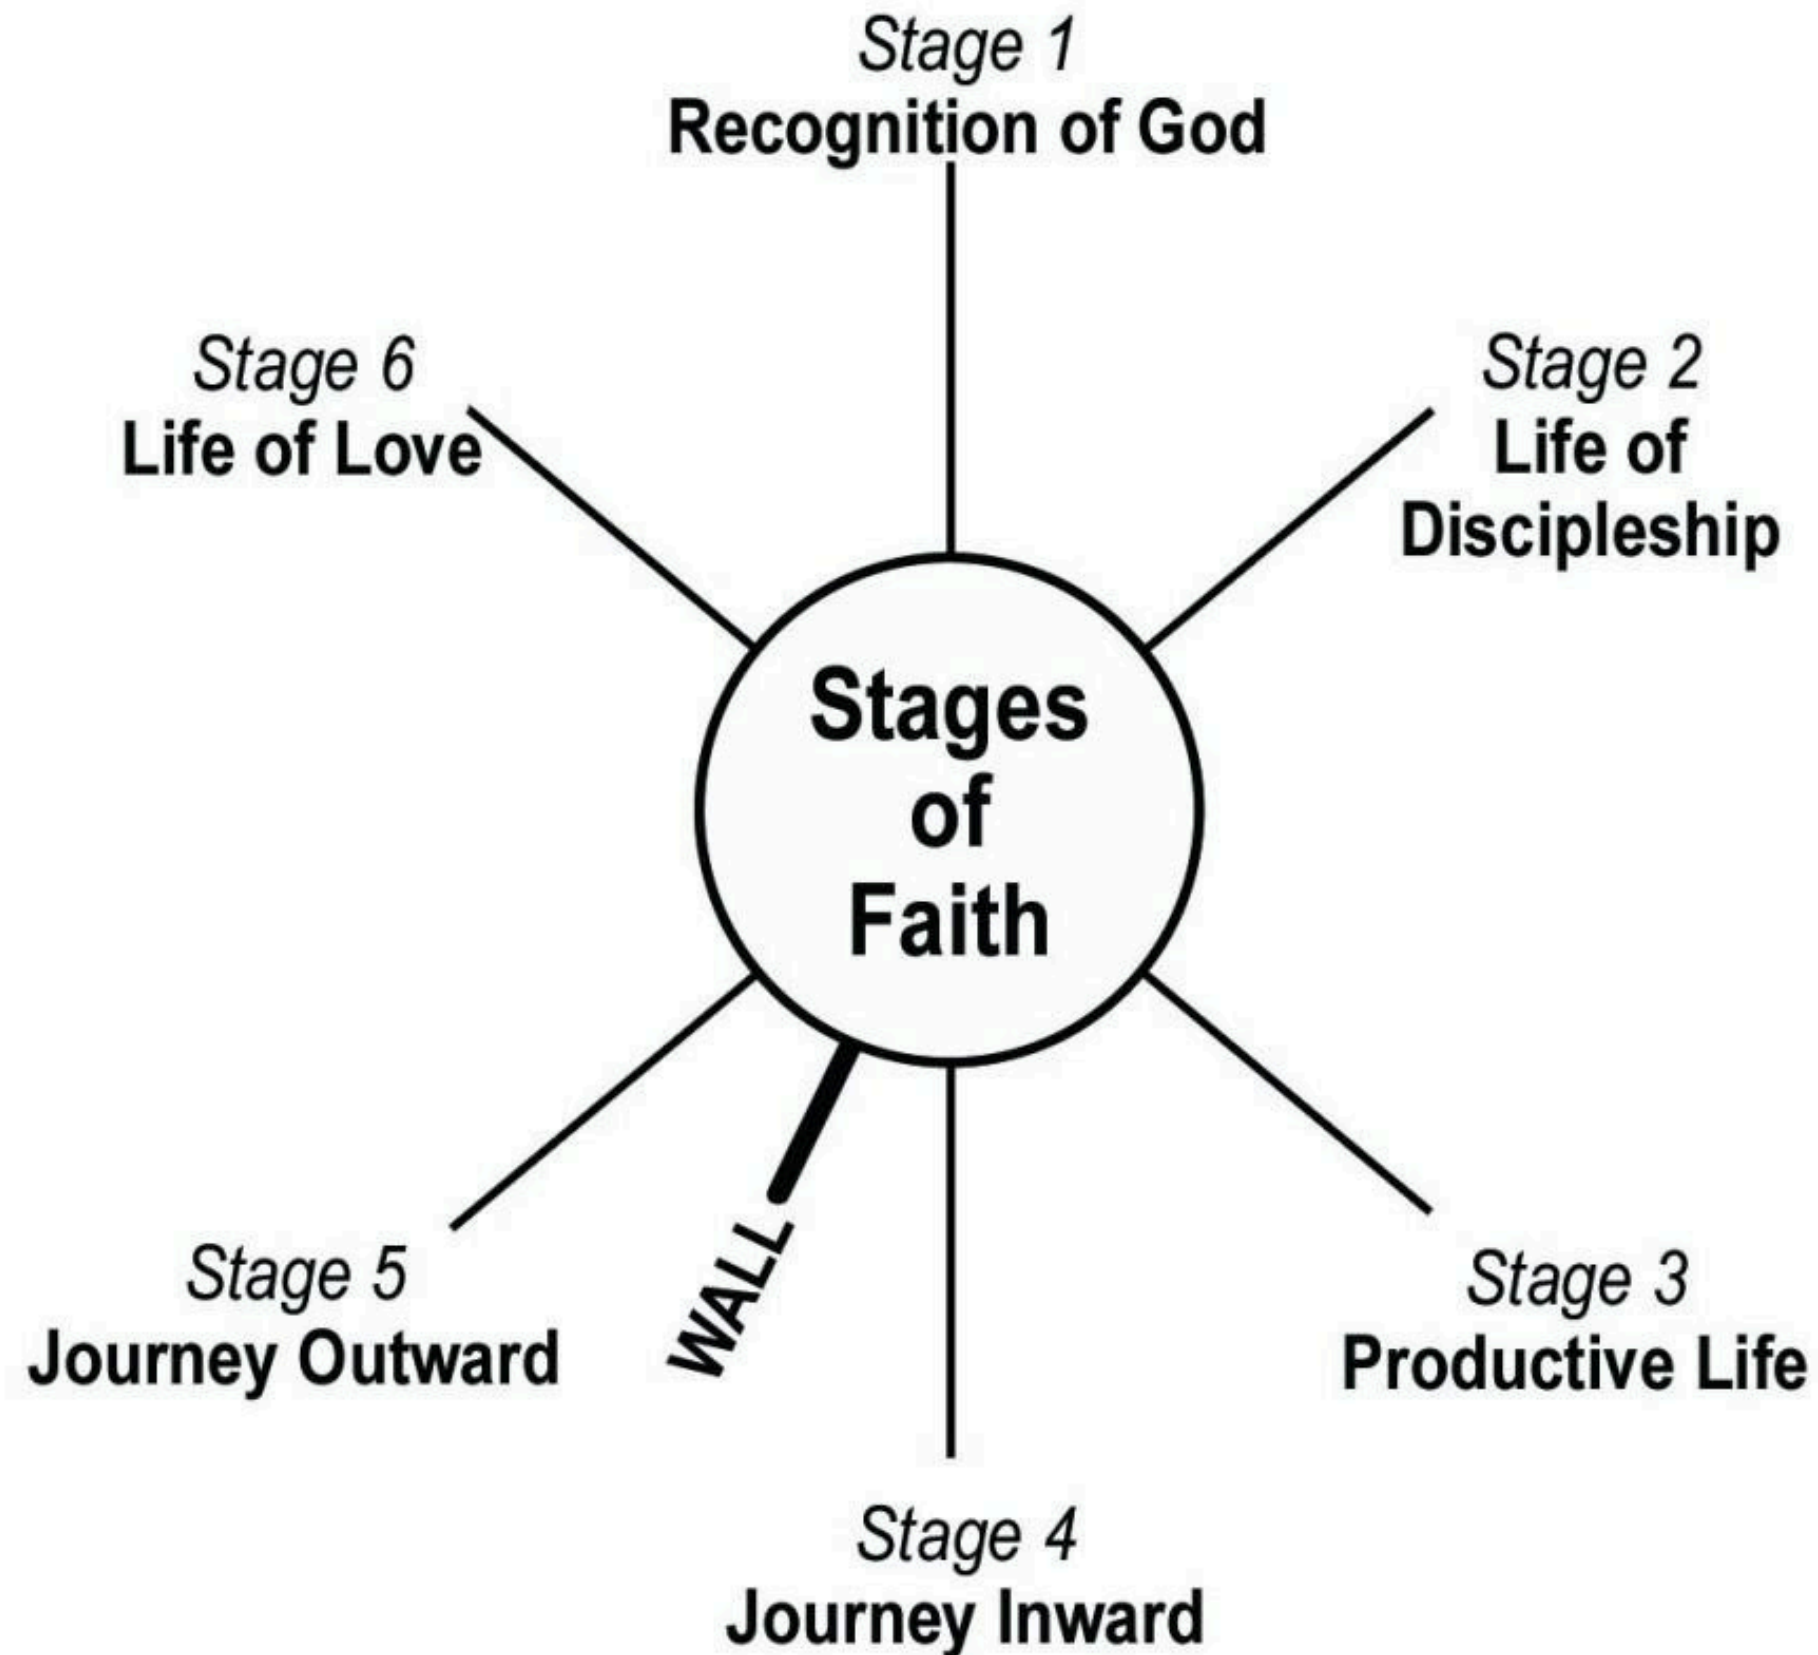 Stage 1
Recognition of God
Stage 2
Life of
Discipleship
Stage 3
Productive Life
Stage 4
Journey Inward
WALL
Stage 5
Journey Outward
Stage 6
Life of Love
Stages
of
Faith